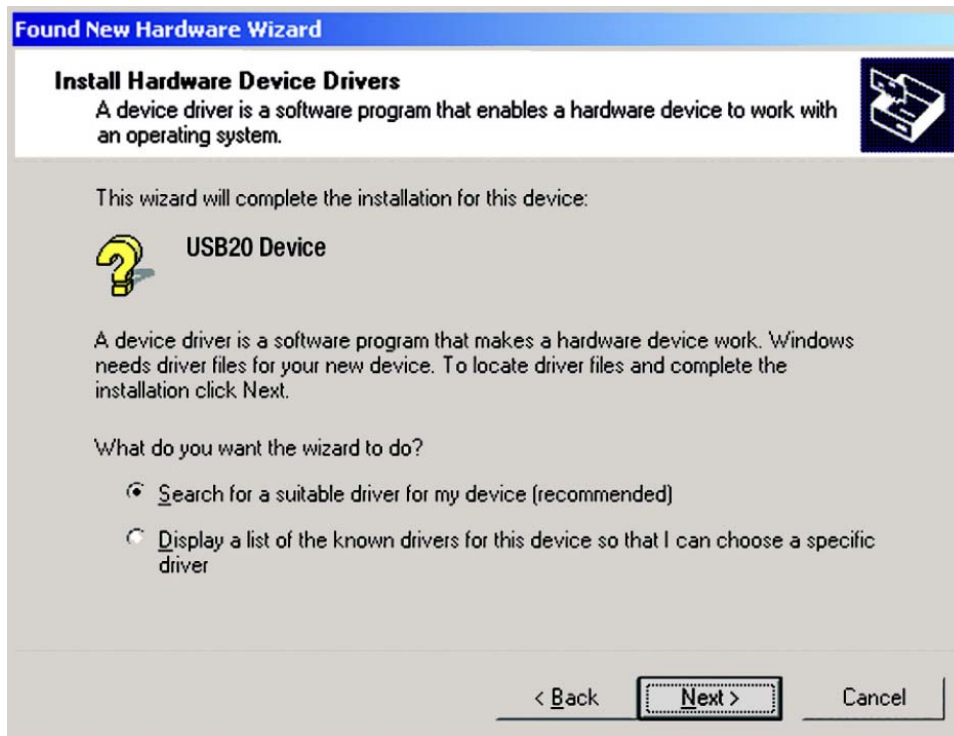 Found New Hardware Wizard
Install Hardware Device Drivers
A device driver is a software program that enables a hardware device to work with
an operating system.
This wizard will complete the installation for this device:
USB20 Device
A device driver is a software program that makes a hardware device work. Windows
needs driver files for your new device. To locate driver files and complete the
installation click Next.
What do you want the wizard to do?
Search for a suitable driver for my device (recommended)
Display a list of the known drivers for this device so that I can choose a specific
driver
< Back Next > Cancel